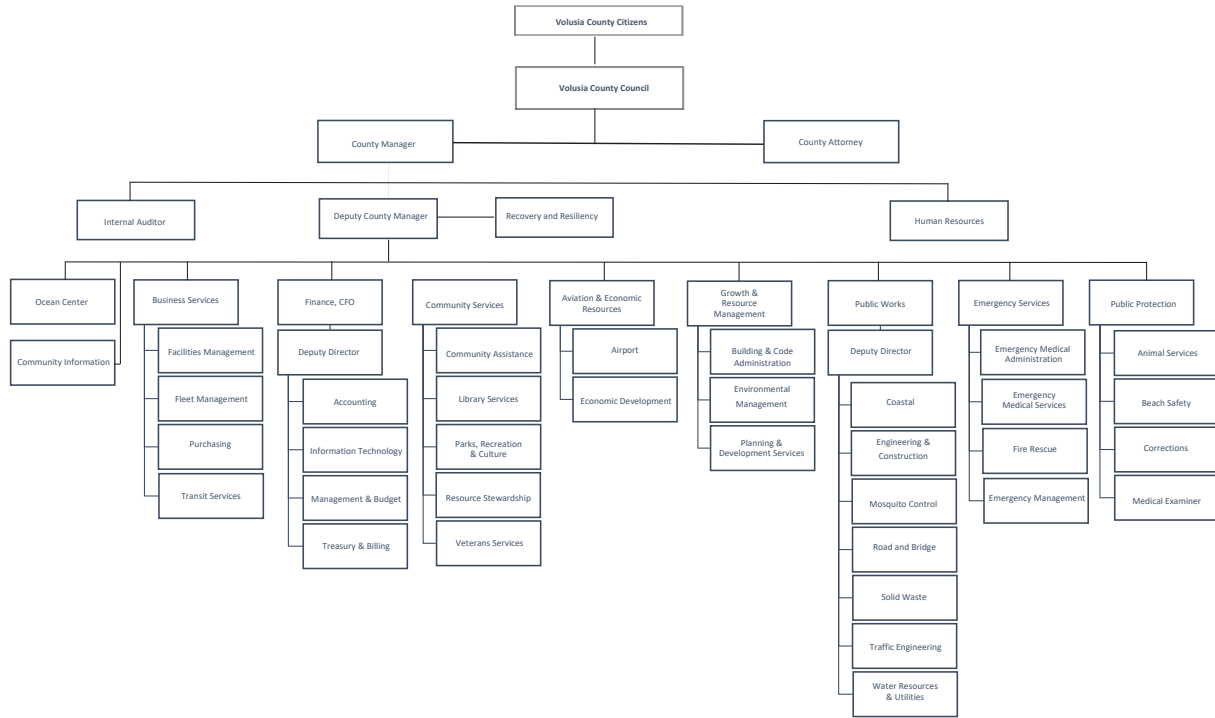 Volusia County Citizens
Volusia County Council
County Manager
County Attorney
Internal Auditor
Deputy County Manager
Recovery and Resiliency
Human Resources
Ocean Center
Community Information
Business Services
Facilities Management
Fleet Management
Purchasing
Transit Services
Finance, CFO
Deputy Director
Accounting
Information Technology
Management & Budget
Treasury & Billing
Community Services
Community Assistance
Library Services
Parks, Recreation
& Culture
Resource Stewardship
Veterans Services
Aviation & Economic
Resources
Airport
Economic Development
Growth &
Resource
Management
Building & Code
Administration
Environmental
Management
Planning &
Development Services
Public Works
Deputy Director
Coastal
Engineering &
Construction
Mosquito Control
Road and Bridge
Solid Waste
Traffic Engineering
Water Resources
& Utilities
Emergency Services
Emergency Medical
Administration
Emergency
Medical Services
Fire Rescue
Emergency Management
Public Protection
Animal Services
Beach Safety
Corrections
Medical Examiner